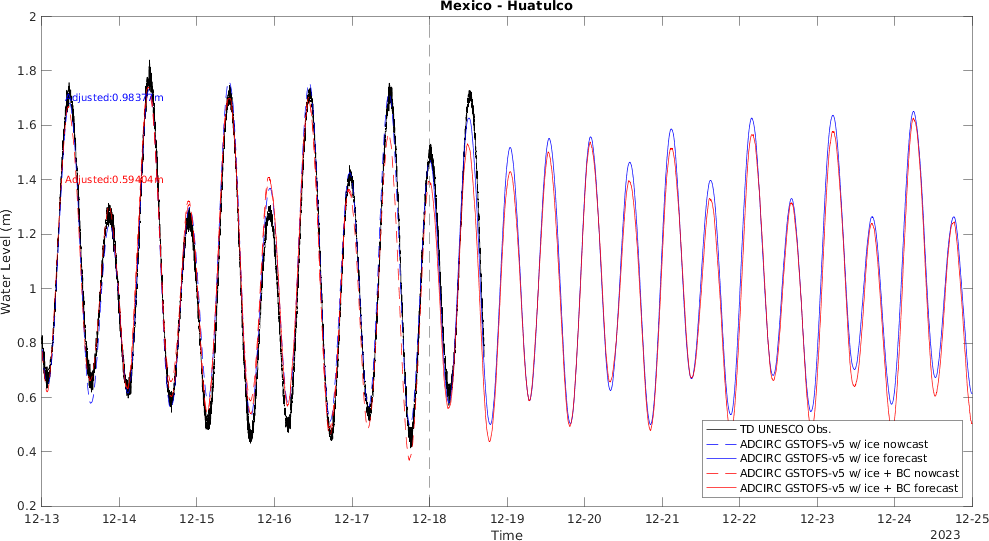 Mexico - Huatulco
Water Level (m)
2
1.8
1.6
1.4
1.2
1
0.8
0.6
0.4
0.2
Adjusted:0.98377m
Adjusted:0.59404m
TD UNESCO Obs.
ADCIRC GSTOFS-v5 w/ ice nowcast
ADCIRC GSTOFS-v5 w/ ice forecast
ADCIRC GSTOFS-v5 w/ ice + BC nowcast
ADCIRC GSTOFS-v5 w/ ice + BC forecast
12-13 12-14 12-15 12-16 12-17 12-18 12-19 12-20 12-21 12-22 12-23 12-24 12-25
Time
2023